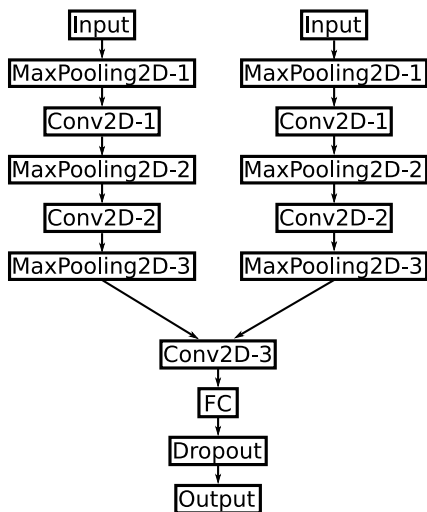 Input
MaxPooling2D-1
Conv2D-1
MaxPooling2D-2
Conv2D-2
MaxPooling2D-3
Input
MaxPooling2D-1
Conv2D-1
MaxPooling2D-2
Conv2D-2
MaxPooling2D-3
Conv2D-3
FC
Dropout
Output